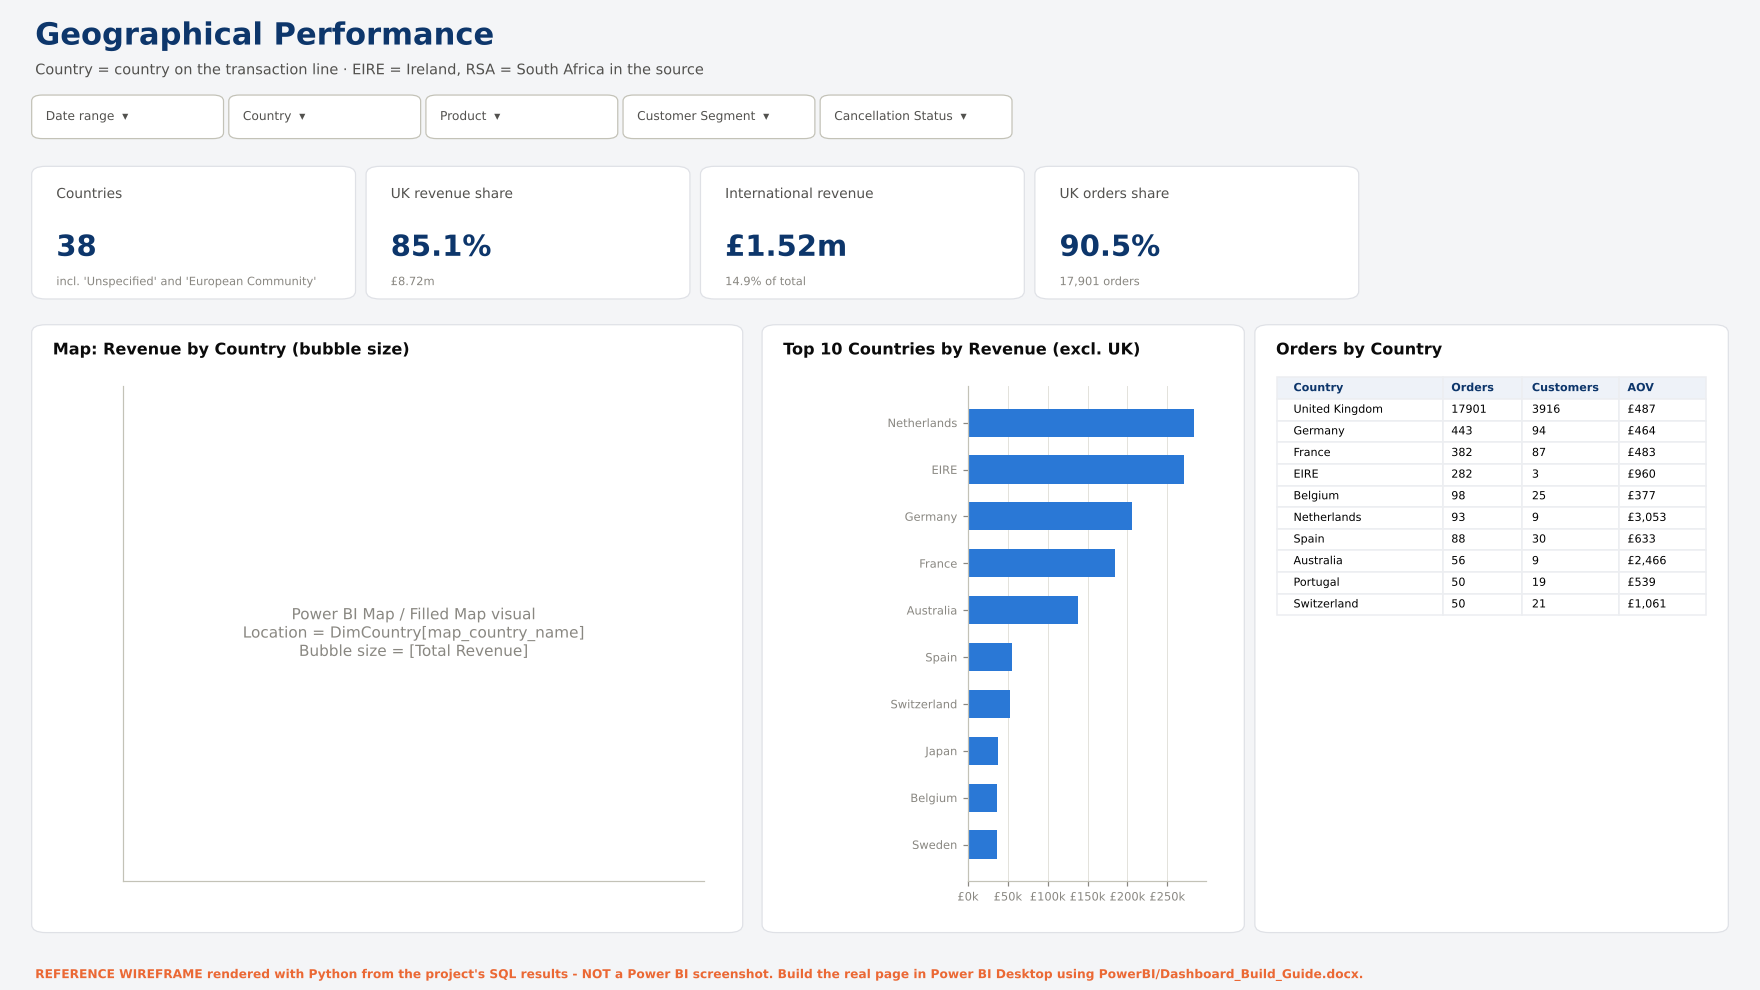 Geographical Performance
Country = country on the transaction line · EIRE = Ireland, RSA = South Africa in the source
Date range ▾
Country ▾
Product ▾
Customer Segment ▾
Cancellation Status ▾
Countries
38
incl. 'Unspecified' and 'European Community'
UK revenue share
85.1%
£8.72m
International revenue
£1.52m
14.9% of total
UK orders share
90.5%
17,901 orders
Map: Revenue by Country (bubble size)
Power BI Map / Filled Map visual
Location = DimCountry[map_country_name]
Bubble size = [Total Revenue]
Top 10 Countries by Revenue (excl. UK)
Netherlands
EIRE
Germany
France
Australia
Spain
Switzerland
Japan
Belgium
Sweden
£0k £50k £100k £150k £200k £250k
Orders by Country
Country Orders Customers AOV
United Kingdom 17901 3916 £487
Germany 443 94 £464
France 382 87 £483
EIRE 282 3 £960
Belgium 98 25 £377
Netherlands 93 9 £3,053
Spain 88 30 £633
Australia 56 9 £2,466
Portugal 50 19 £539
Switzerland 50 21 £1,061
REFERENCE WIREFRAME rendered with Python from the project's SQL results - NOT a Power BI screenshot. Build the real page in Power BI Desktop using PowerBI/Dashboard_Build_Guide.docx.